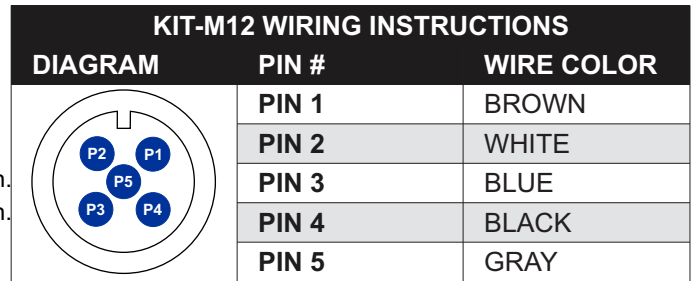 KIT-M12 WIRING INSTRUCTIONS
DIAGRAM PIN # WIRE COLOR
PIN 1 BROWN
PIN 2 WHITE
PIN 3 BLUE
PIN 4 BLACK
PIN 5 GRAY
P2 P1
P5
P3 P4
n.
n.